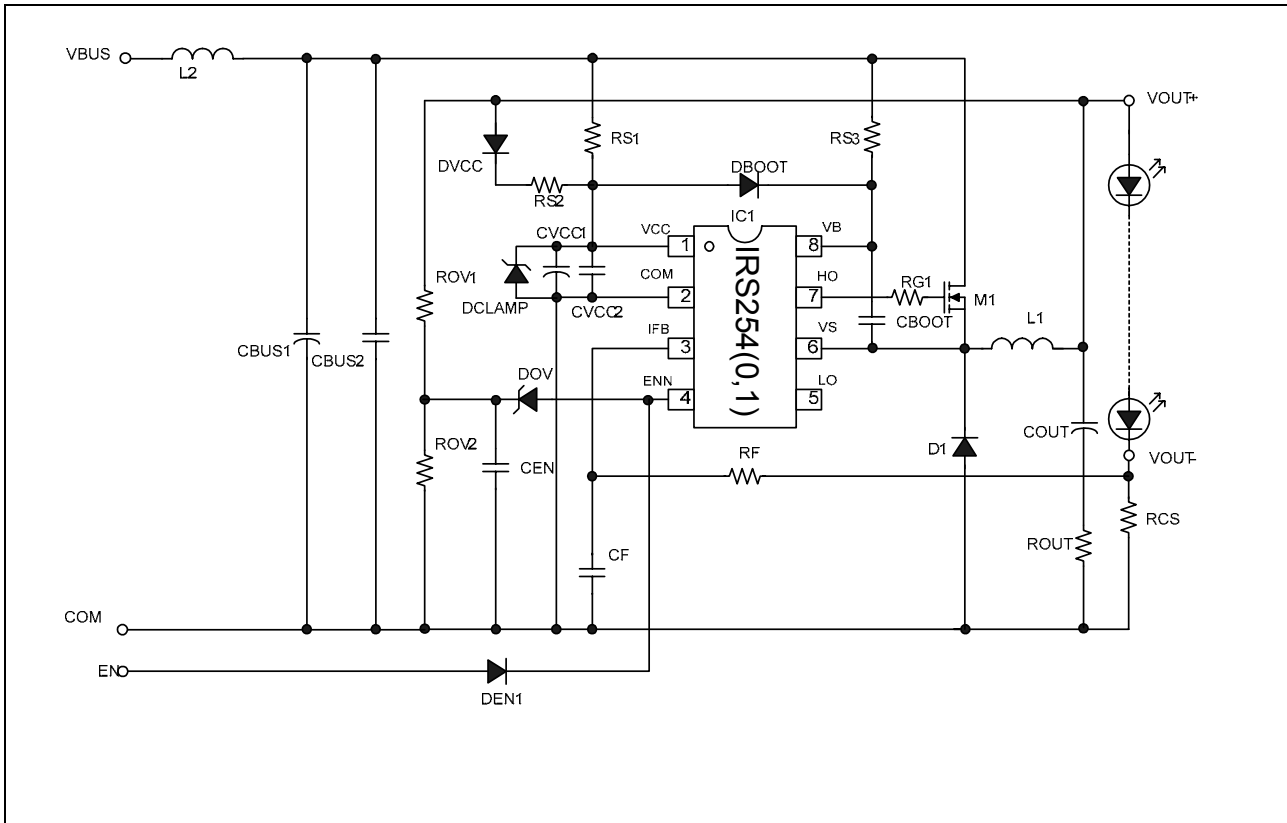 VBUS
L2
VOUT+
RS1
RS3
DVCC
DBOOT
RS2
IC1
CVCC1
VCC
1
8
VB
IRS254(0,1)
ROV1
COM
2
7
HO
RG1
M1
DCLAMP
CVCC2
CBOOT
L1
IFB
3
6
VS
CBUS1
CBUS2
DOV
ENN
4
5
LO
COUT
ROV2
CEN
RF
D1
VOUT-
RCS
ROUT
CF
COM
EN
DEN1